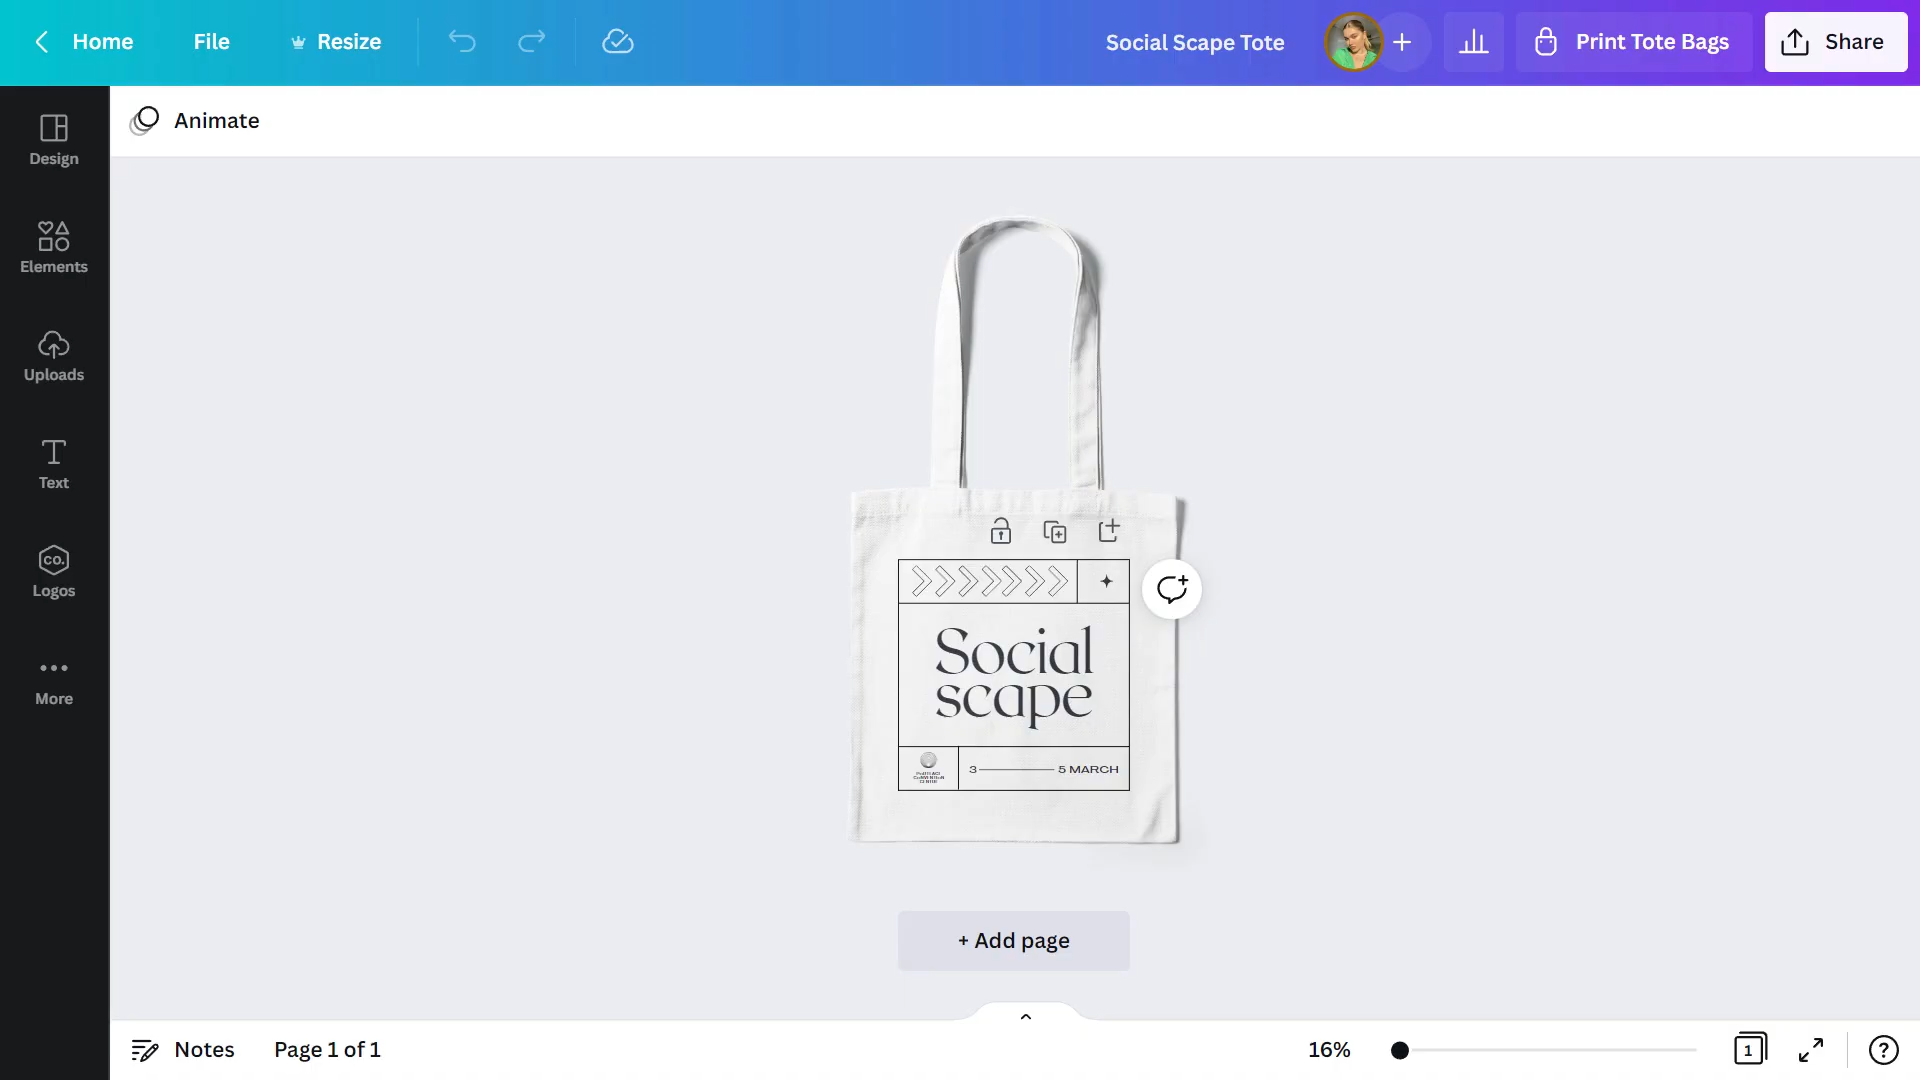 Home File Resize Social Scape Tote Print Tote Bags Share
Animate
Design
Elements
Uploads
Text
CO.
Logos
More
Social
scape
3 5 MARCH
+ Add page
Notes Page 1 of 1 16% 1 ?